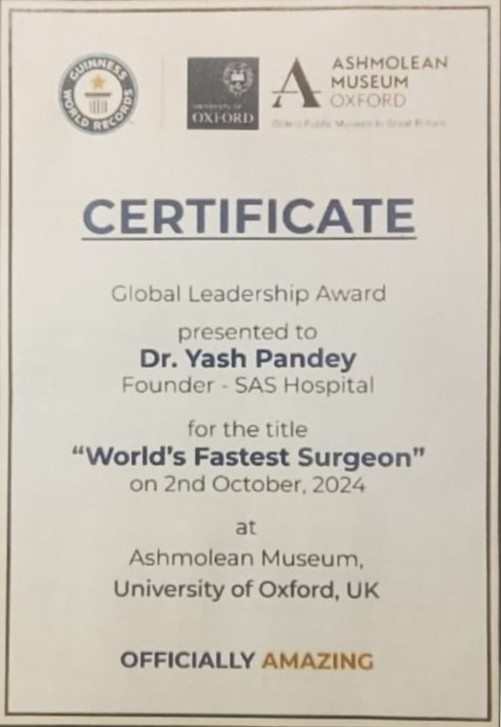 GUINNESS
WORLD RECORDS
UNIVERSITY OF
OXFORD
ASHMOLEAN
MUSEUM
OXFORD
Oldest Public Museum in Great Britain
CERTIFICATE
Global Leadership Award
presented to
Dr. Yash Pandey
Founder - SAS Hospital
for the title
“World’s Fastest Surgeon”
on 2nd October, 2024
at
Ashmolean Museum,
University of Oxford, UK
OFFICIALLY AMAZING